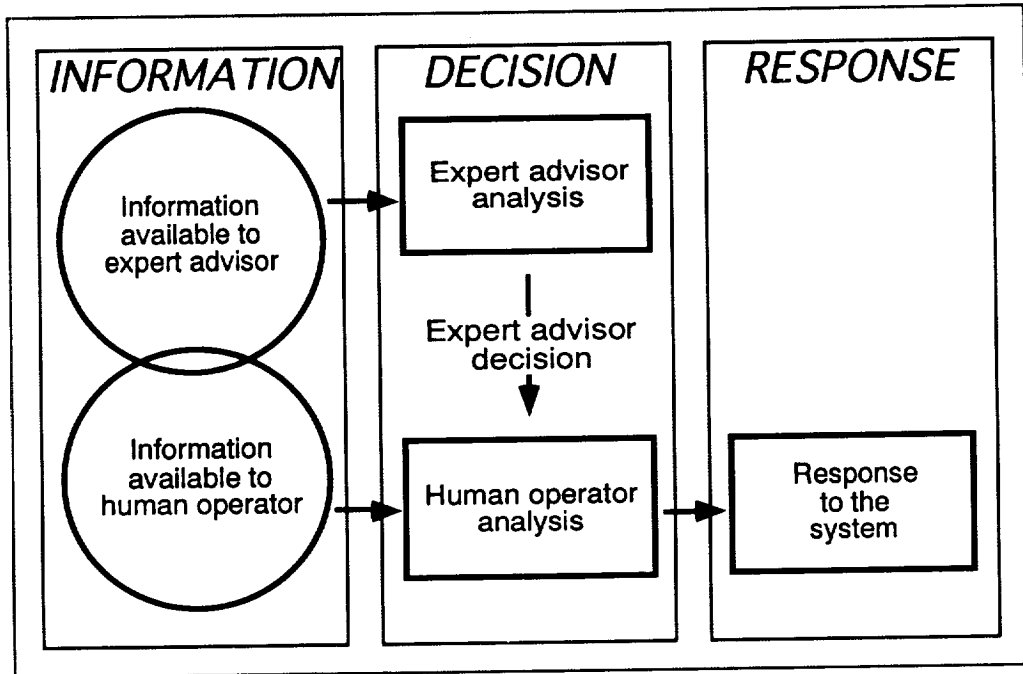 INFORMATION
Information
available to
expert advisor
Information
available to
human operator
DECISION
Expert advisor
analysis
Expert advisor
decision
Human operator
analysis
RESPONSE
Response
to the
system